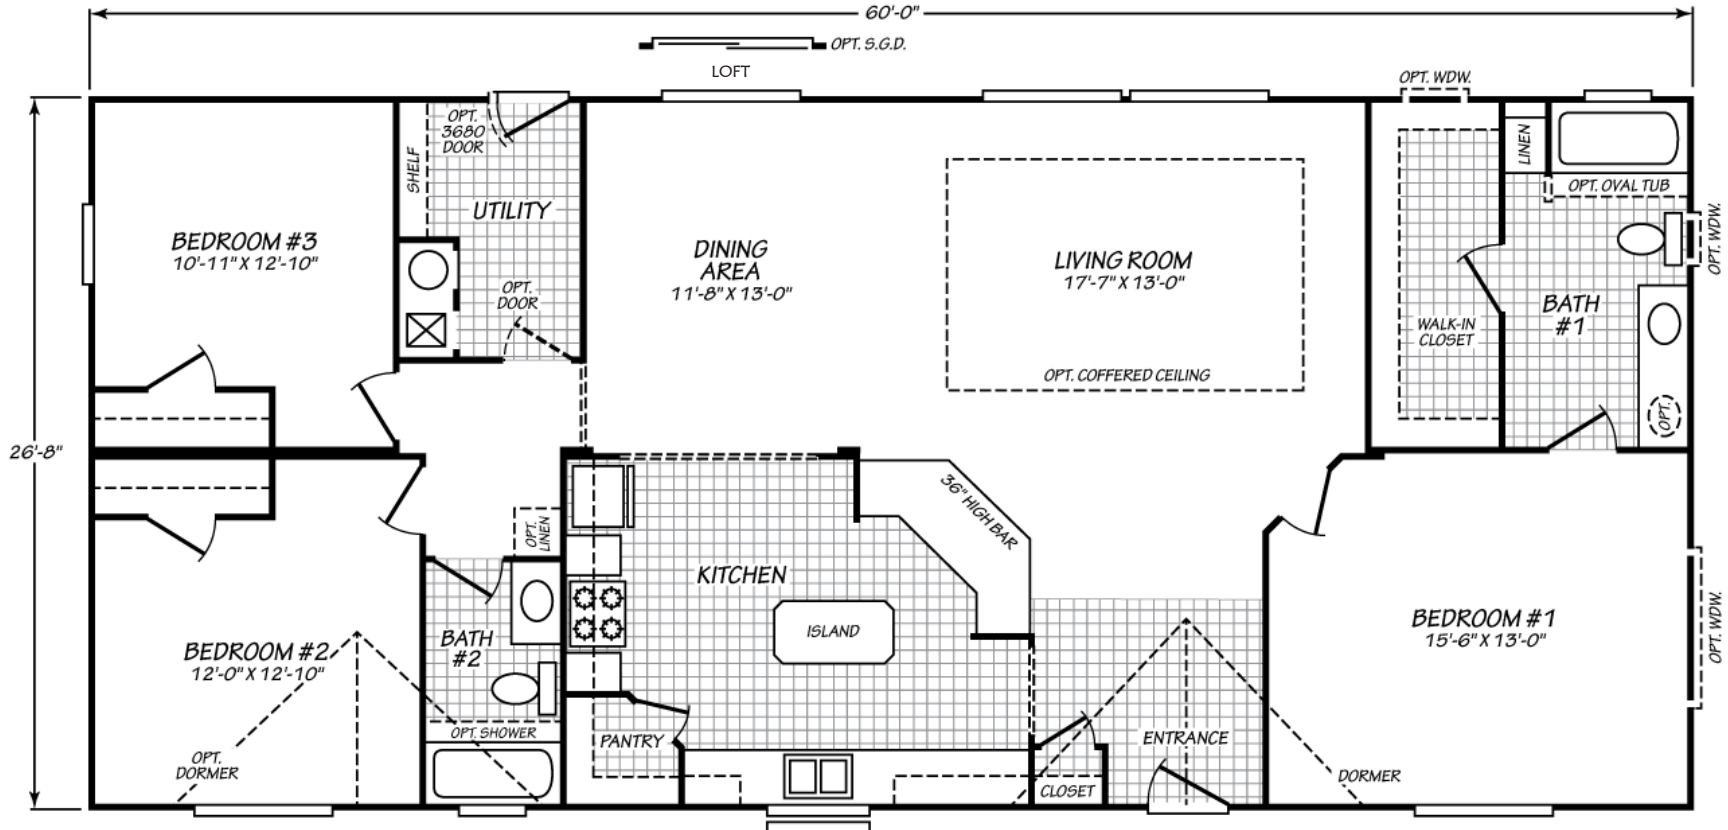 60'-0"
OPT. S.G.D.
LOFT
OPT. WDW.
OPT.
3680
DOOR
SHELF
UTILITY
LINEN
OPT. OVAL TUB
OPT. WDW.
BEDROOM #3
10'-11" X 12'-10"
DINING
AREA
11'-8" X 13'-0"
LIVING ROOM
17'-7" X 13'-0"
OPT.
DOOR
BATH
#1
WALK-IN
CLOSET
OPT. COFFERED CEILING
OPT.
26'-8"
36" HIGH BAR
OPT.
LINEN
KITCHEN
ISLAND
BEDROOM #1
15'-6" X 13'-0"
OPT. WDW.
BATH
#2
BEDROOM #2
12'-0" X 12'-10"
OPT. SHOWER
PANTRY
ENTRANCE
OPT.
DORMER
CLOSET
DORMER